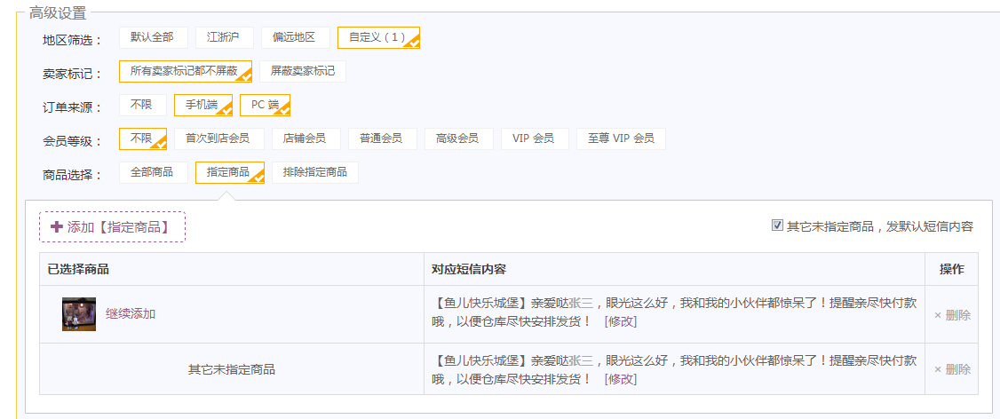 高级设置
地区筛选： 默认全部 江浙沪 偏远地区 自定义（1）
卖家标记： 所有卖家标记都不屏蔽 屏蔽卖家标记
订单来源： 不限 手机端 PC 端
会员等级： 不限 首次到店会员 店铺会员 普通会员 高级会员 VIP 会员 至尊 VIP 会员
商品选择： 全部商品 指定商品 排除指定商品
✚ 添加【指定商品】 其它未指定商品，发默认短信内容
已选择商品 对应短信内容 操作
继续添加 【鱼儿快乐城堡】亲爱哒张三，眼光这么好，我和我的小伙伴都惊呆了！提醒亲尽快付款
哦，以便仓库尽快安排发货！ [修改] × 删除
其它未指定商品 【鱼儿快乐城堡】亲爱哒张三，眼光这么好，我和我的小伙伴都惊呆了！提醒亲尽快付款
哦，以便仓库尽快安排发货！ [修改] × 删除